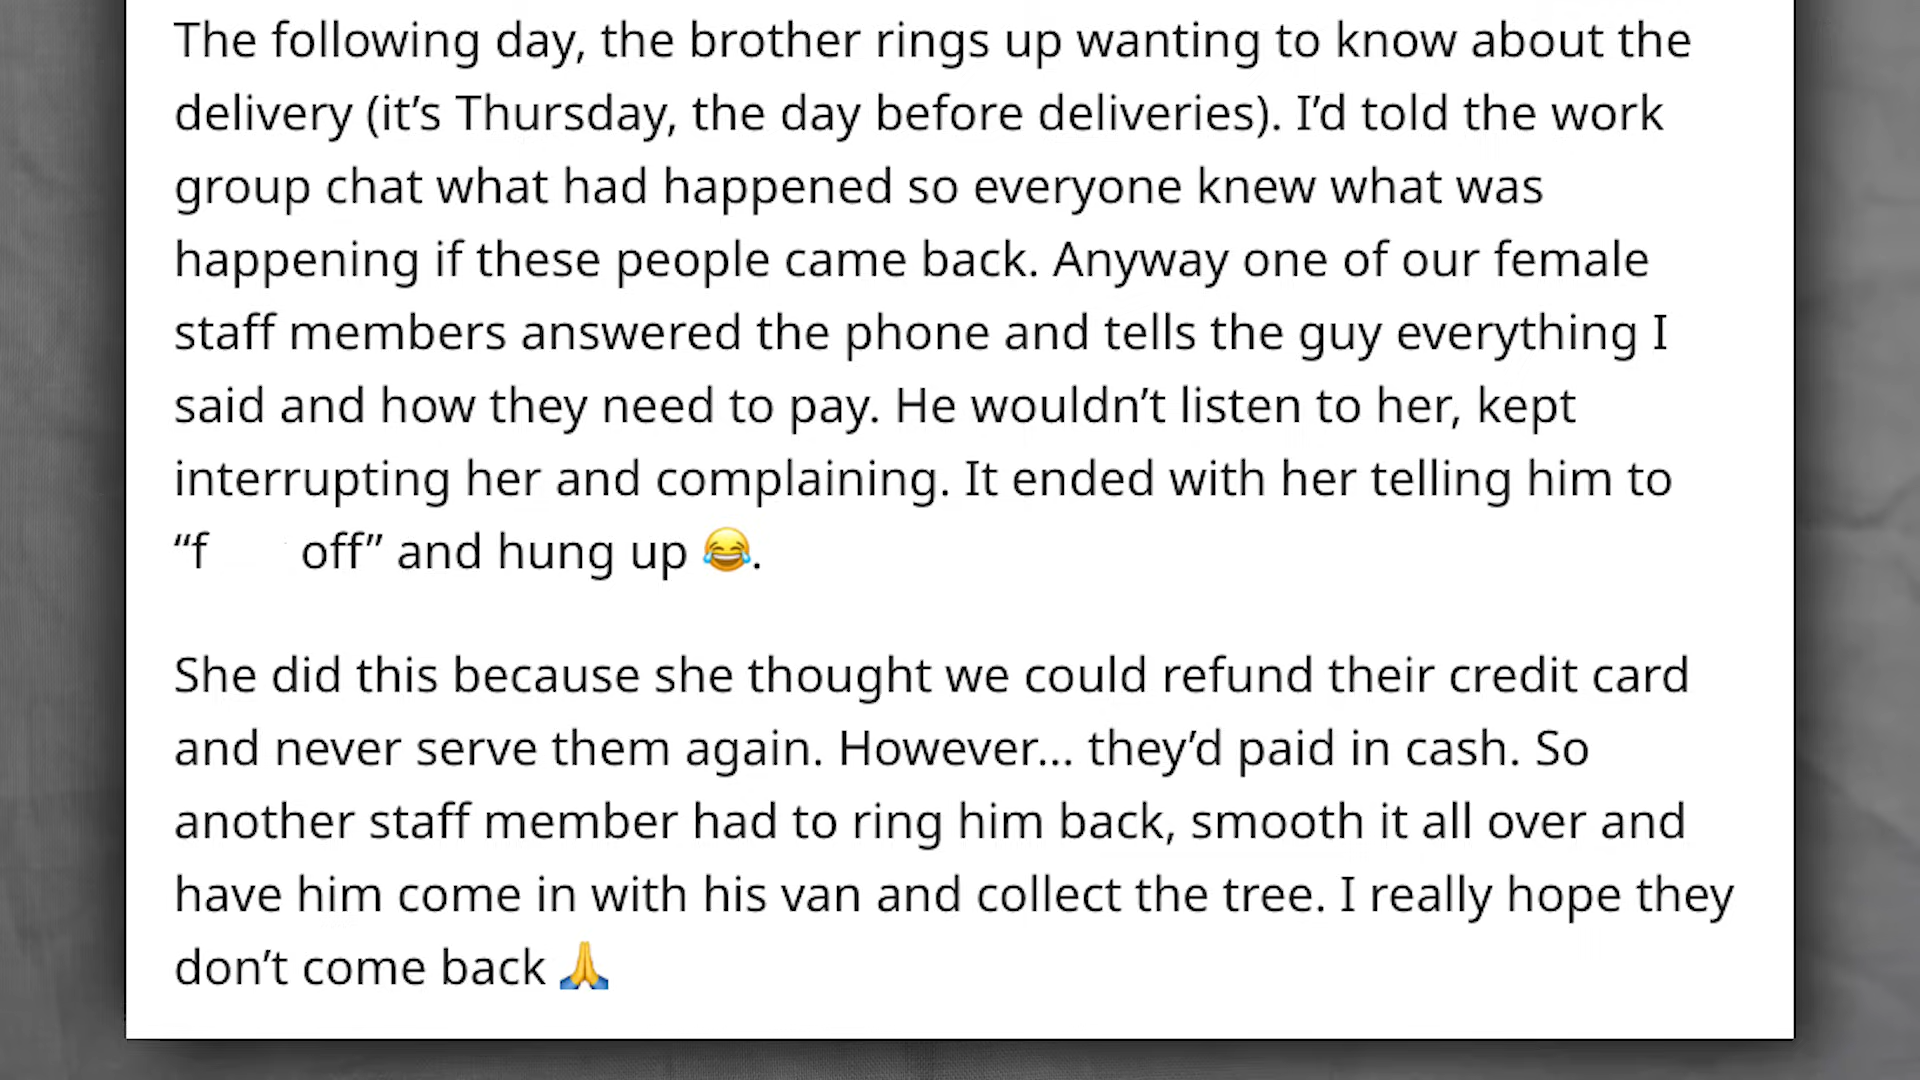 The following day, the brother rings up wanting to know about the
delivery (it’s Thursday, the day before deliveries). I’d told the work
group chat what had happened so everyone knew what was
happening if these people came back. Anyway one of our female
staff members answered the phone and tells the guy everything I
said and how they need to pay. He wouldn’t listen to her, kept
interrupting her and complaining. It ended with her telling him to
“f off” and hung up 😂.
She did this because she thought we could refund their credit card
and never serve them again. However... they’d paid in cash. So
another staff member had to ring him back, smooth it all over and
have him come in with his van and collect the tree. I really hope they
don’t come back 🙏